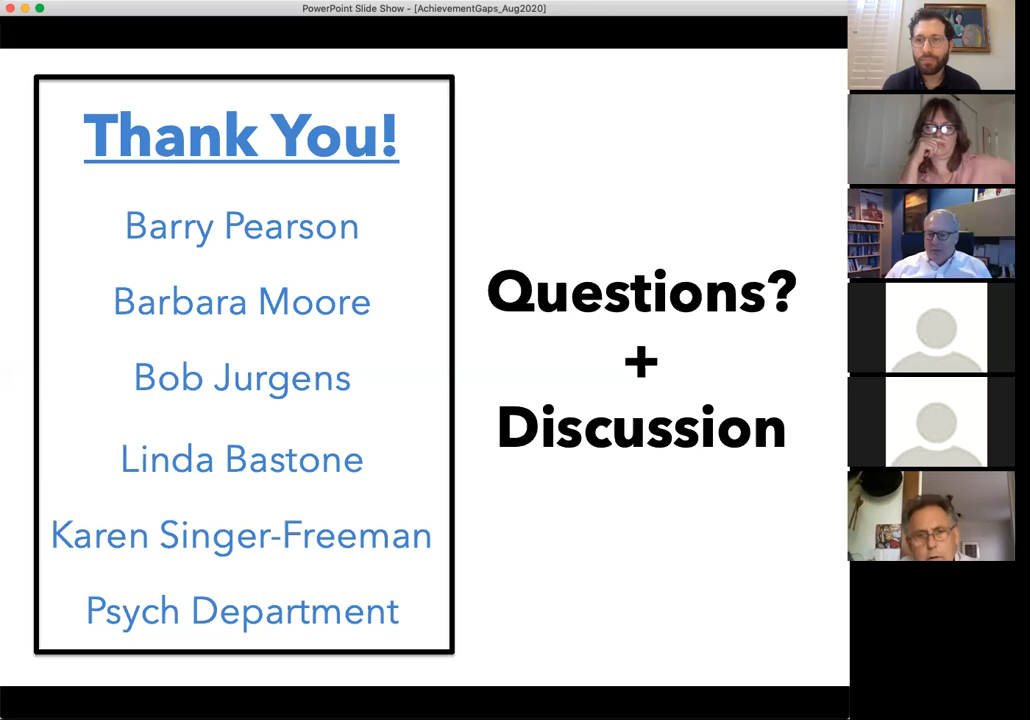 PowerPoint Slide Show - [AchievementGaps_Aug2020]
Thank You!
Barry Pearson
Barbara Moore
Bob Jurgens
Linda Bastone
Karen Singer-Freeman
Psych Department
Questions?
+
Discussion